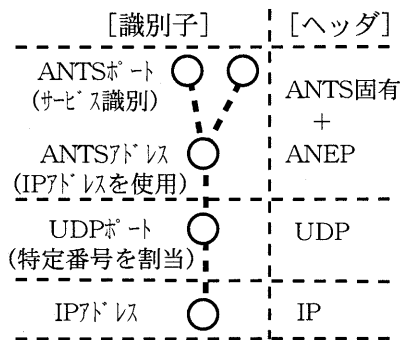 [識別子] [ヘッダ]
ANTSﾎﾟｰﾄ
(ｻｰﾋﾞｽ識別)
ANTS固有
+
ANEP
ANTSｱﾄﾞﾚｽ
(IPｱﾄﾞﾚｽを使用)
UDPﾎﾟｰﾄ
(特定番号を割当)
UDP
IPｱﾄﾞﾚｽ
IP